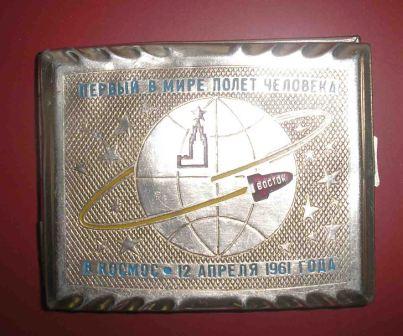 ПЕРВЫЙ В МИРЕ ПОЛЕТ ЧЕЛОВЕКА
ВОСТОК
В КОСМОС • 12 АПРЕЛЯ 1961 ГОДА